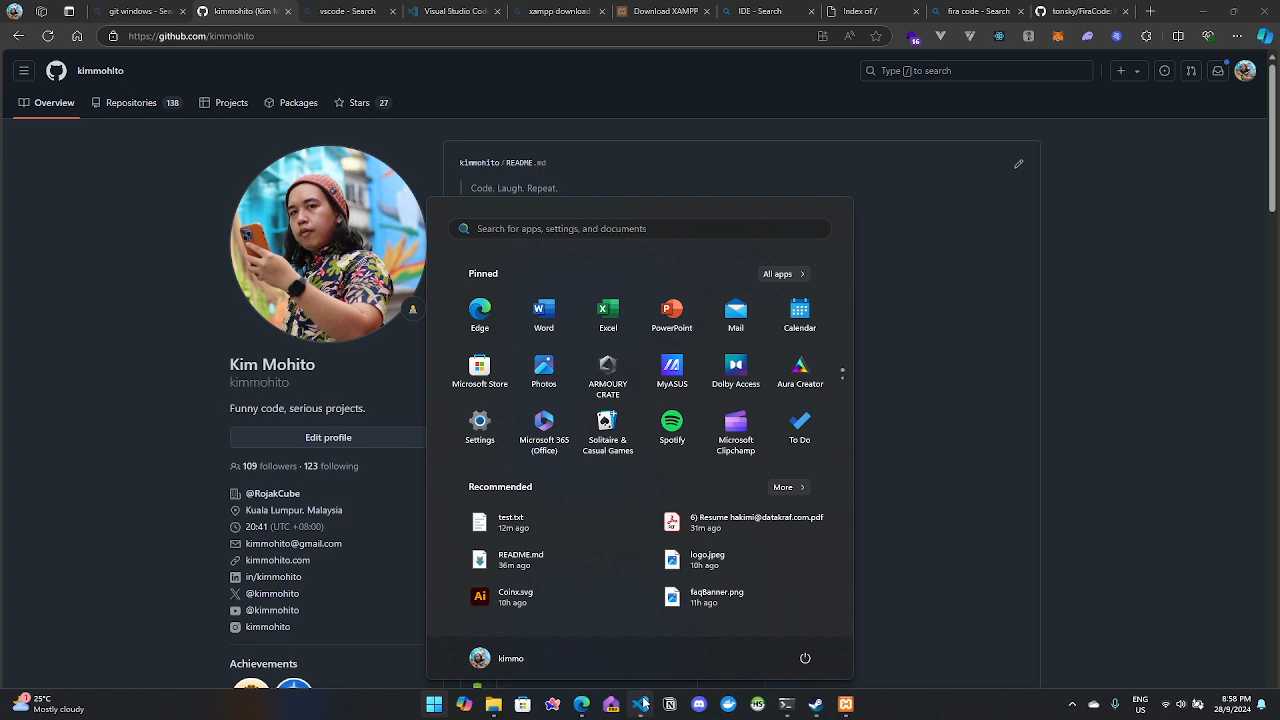 git windows - Sea
kimmohito (Kim M
vscode - Search
Visual Studio Cod
xampp download
Download XAMPP
IDE - Search
Index of /
fira code - Search
tonsky/FiraCode:
https://github.com/kimmohito
16
kimmohito
Type / to search
Overview
Repositories 138
Projects
Packages
Stars 27
kimmohito/README.md
Code. Laugh. Repeat.
Kim Mohito
kimmohito
Funny code, serious projects.
Edit profile
109 followers · 123 following
@RojakCube
Kuala Lumpur, Malaysia
20:41 (UTC +08:00)
kimmohito@gmail.com
kimmohito.com
in/kimmohito
@kimmohito
@kimmohito
kimmohito
Achievements
Search for apps, settings, and documents
Pinned
All apps
Edge
Word
Excel
PowerPoint
Mail
Calendar
Microsoft Store
Photos
ARMOURY
CRATE
MyASUS
Dolby Access
Aura Creator
Settings
Microsoft 365
(Office)
Solitaire &
Casual Games
Spotify
Microsoft
Clipchamp
To Do
Recommended
More
test.txt
12m ago
6) Resume hakimi@datakraf.com.pdf
31m ago
README.md
36m ago
logo.jpeg
10h ago
Ai
Coinx.svg
10h ago
faqBanner.png
11h ago
kimmo
1
25°C
Mostly cloudy
ENG
US
8:58 PM
28/9/2024